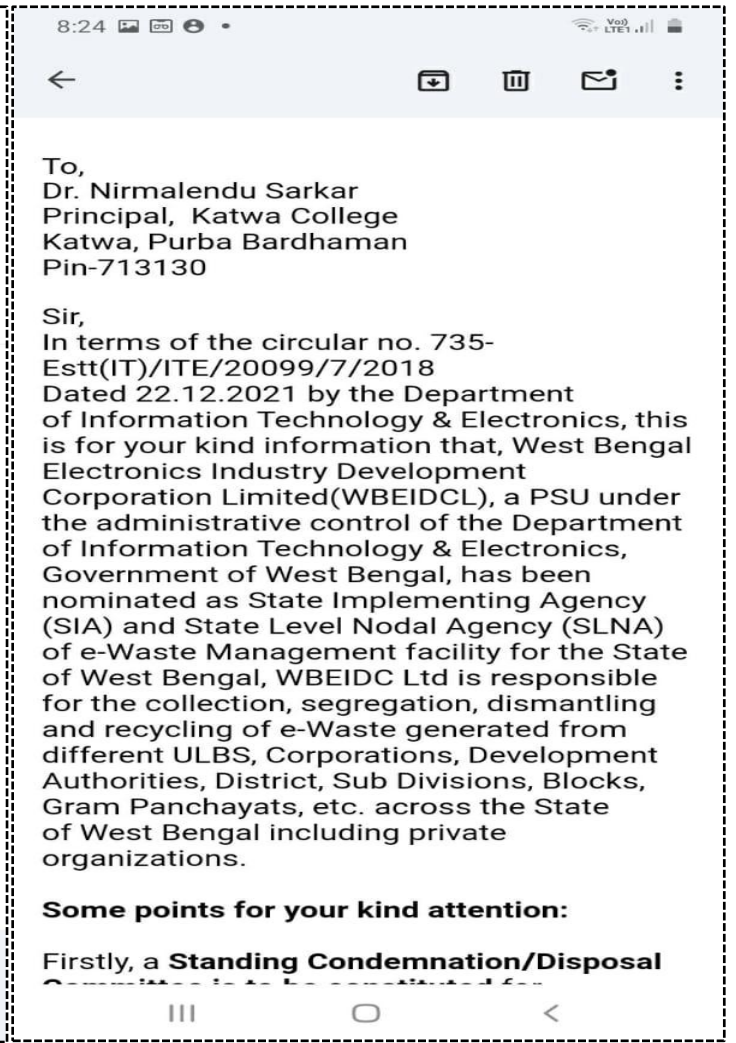 8:24
Vo))
LTE1
To,
Dr. Nirmalendu Sarkar
Principal,  Katwa College
Katwa, Purba Bardhaman
Pin-713130
Sir,
In terms of the circular no. 735-
Estt(IT)/ITE/20099/7/2018
Dated 22.12.2021 by the Department
of Information Technology & Electronics, this
is for your kind information that, West Bengal
Electronics Industry Development
Corporation Limited(WBEIDCL), a PSU under
the administrative control of the Department
of Information Technology & Electronics,
Government of West Bengal, has been
nominated as State Implementing Agency
(SIA) and State Level Nodal Agency (SLNA)
of e-Waste Management facility for the State
of West Bengal, WBEIDC Ltd is responsible
for the collection, segregation, dismantling
and recycling of e-Waste generated from
different ULBS, Corporations, Development
Authorities, District, Sub Divisions, Blocks,
Gram Panchayats, etc. across the State
of West Bengal including private
organizations.
Some points for your kind attention:
Firstly, a Standing Condemnation/Disposal